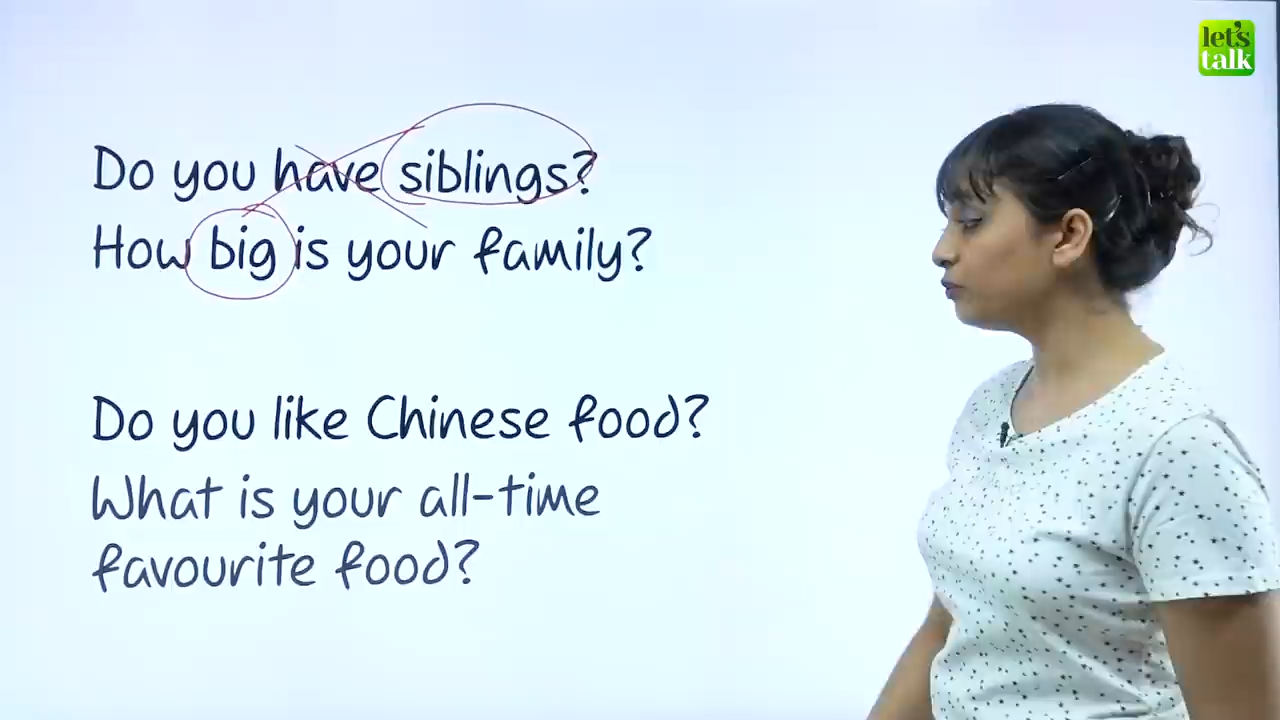 let's
talk
Do you have siblings?
How big is your family?
Do you like Chinese food?
What is your all-time
favourite food?